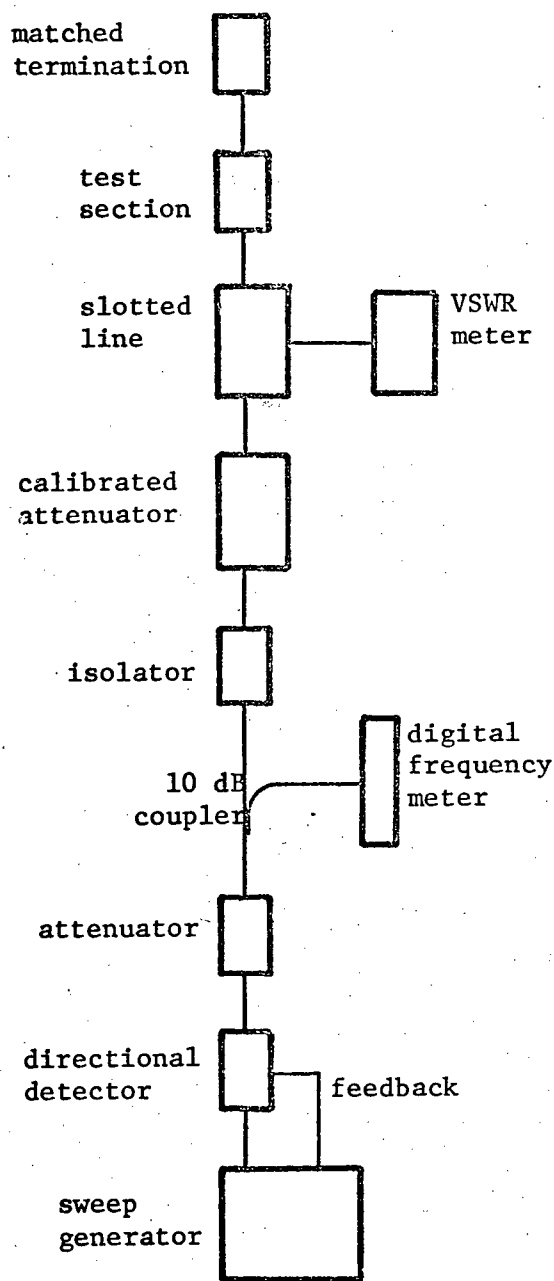 matched
termination
test
section
slotted
line
VSWR
meter
calibrated
attenuator
isolator
digital
frequency
meter
10 dB
coupler
attenuator
directional
detector
feedback
sweep
generator